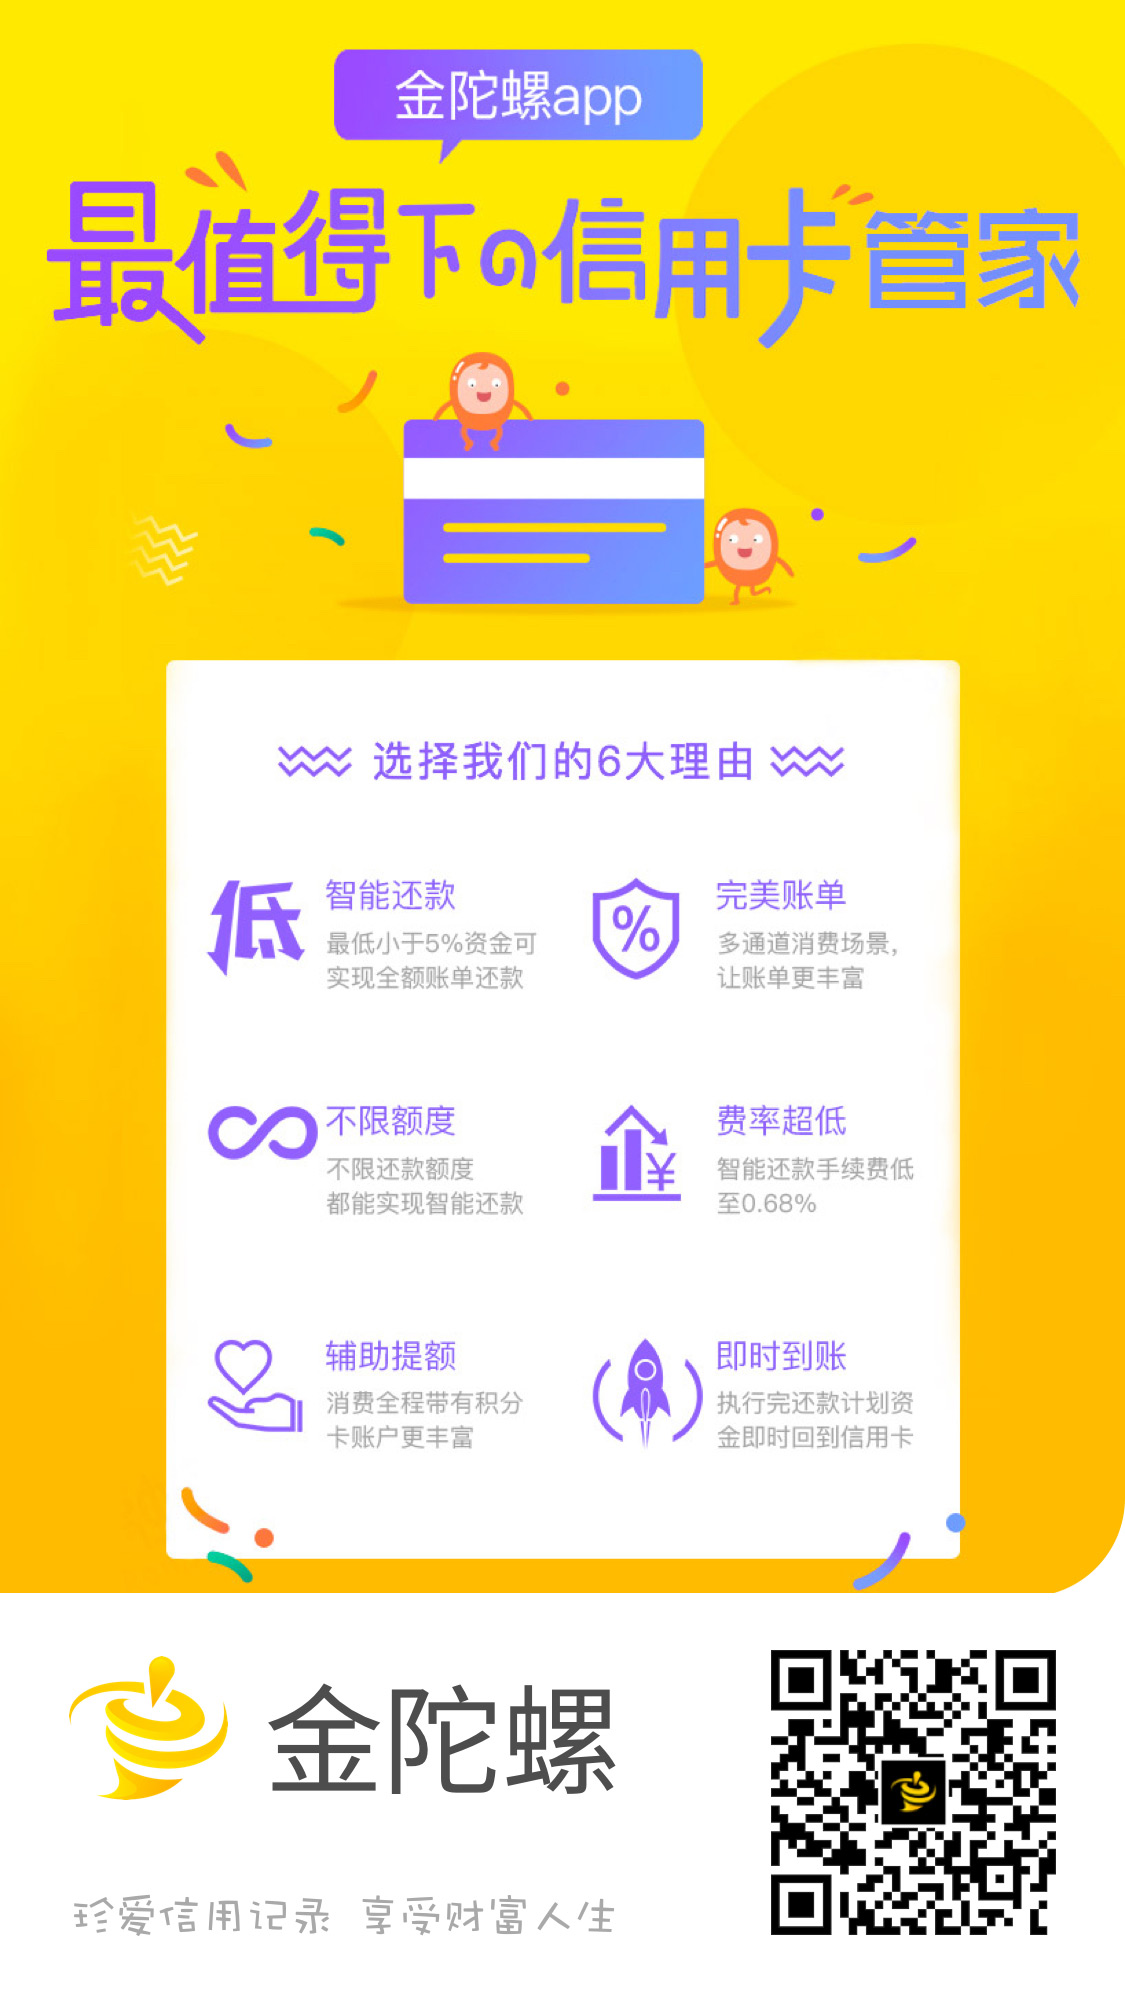 金陀螺app
最值得下の信用卡管家
选择我们的6大理由
低
智能还款
最低小于5%资金可
实现全额账单还款
%
完美账单
多通道消费场景,
让账单更丰富
不限额度
不限还款额度
都能实现智能还款
¥
费率超低
智能还款手续费低
至0.68%
辅助提额
消费全程带有积分
卡账户更丰富
即时到账
执行完还款计划资
金即时回到信用卡
金陀螺
珍爱信用记录 享受财富人生